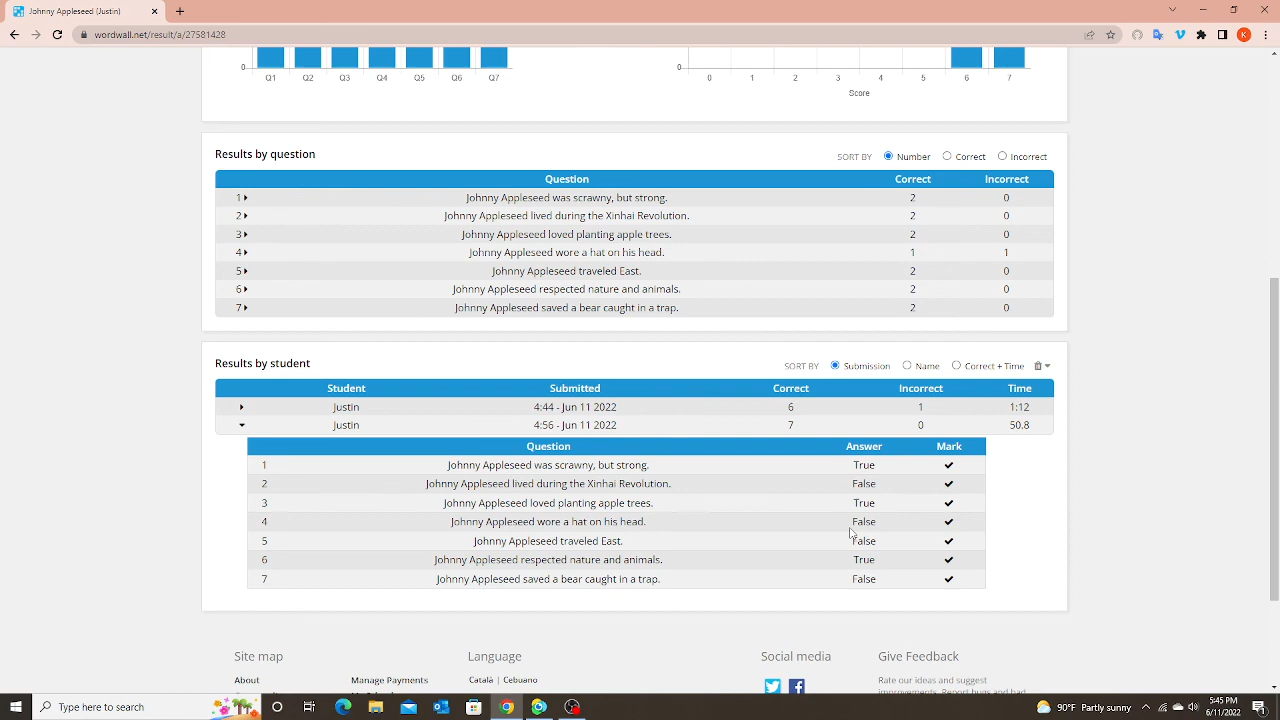 Johnny Appleseed (Justin)
wordwall.net/result/a/27581428
0 Q1 Q2 Q3 Q4 Q5 Q6 Q7
0 0 1 2 3 4 5 6 7
Score
Results by question
SORT BY Number Correct Incorrect
Question Correct Incorrect
1 Johnny Appleseed was scrawny, but strong. 2 0
2 Johnny Appleseed lived during the Xinhai Revolution. 2 0
3 Johnny Appleseed loved planting apple trees. 2 0
4 Johnny Appleseed wore a hat on his head. 1 1
5 Johnny Appleseed traveled East. 2 0
6 Johnny Appleseed respected nature and animals. 2 0
7 Johnny Appleseed saved a bear caught in a trap. 2 0
Results by student
SORT BY Submission Name Correct + Time
Student Submitted Correct Incorrect Time
Justin 4:44 - Jun 11 2022 6 1 1:12
Justin 4:56 - Jun 11 2022 7 0 50.8
Question Answer Mark
1 Johnny Appleseed was scrawny, but strong. True
2 Johnny Appleseed lived during the Xinhai Revolution. False
3 Johnny Appleseed loved planting apple trees. True
4 Johnny Appleseed wore a hat on his head. False
5 Johnny Appleseed traveled East. False
6 Johnny Appleseed respected nature and animals. True
7 Johnny Appleseed saved a bear caught in a trap. False
Site map Language Social media Give Feedback
About Manage Payments Català | Cebuano Rate our ideas and suggest
improvements. Report bugs and bad
Type here to search
90°F Partly sunny
5:45 PM
6/11/2022